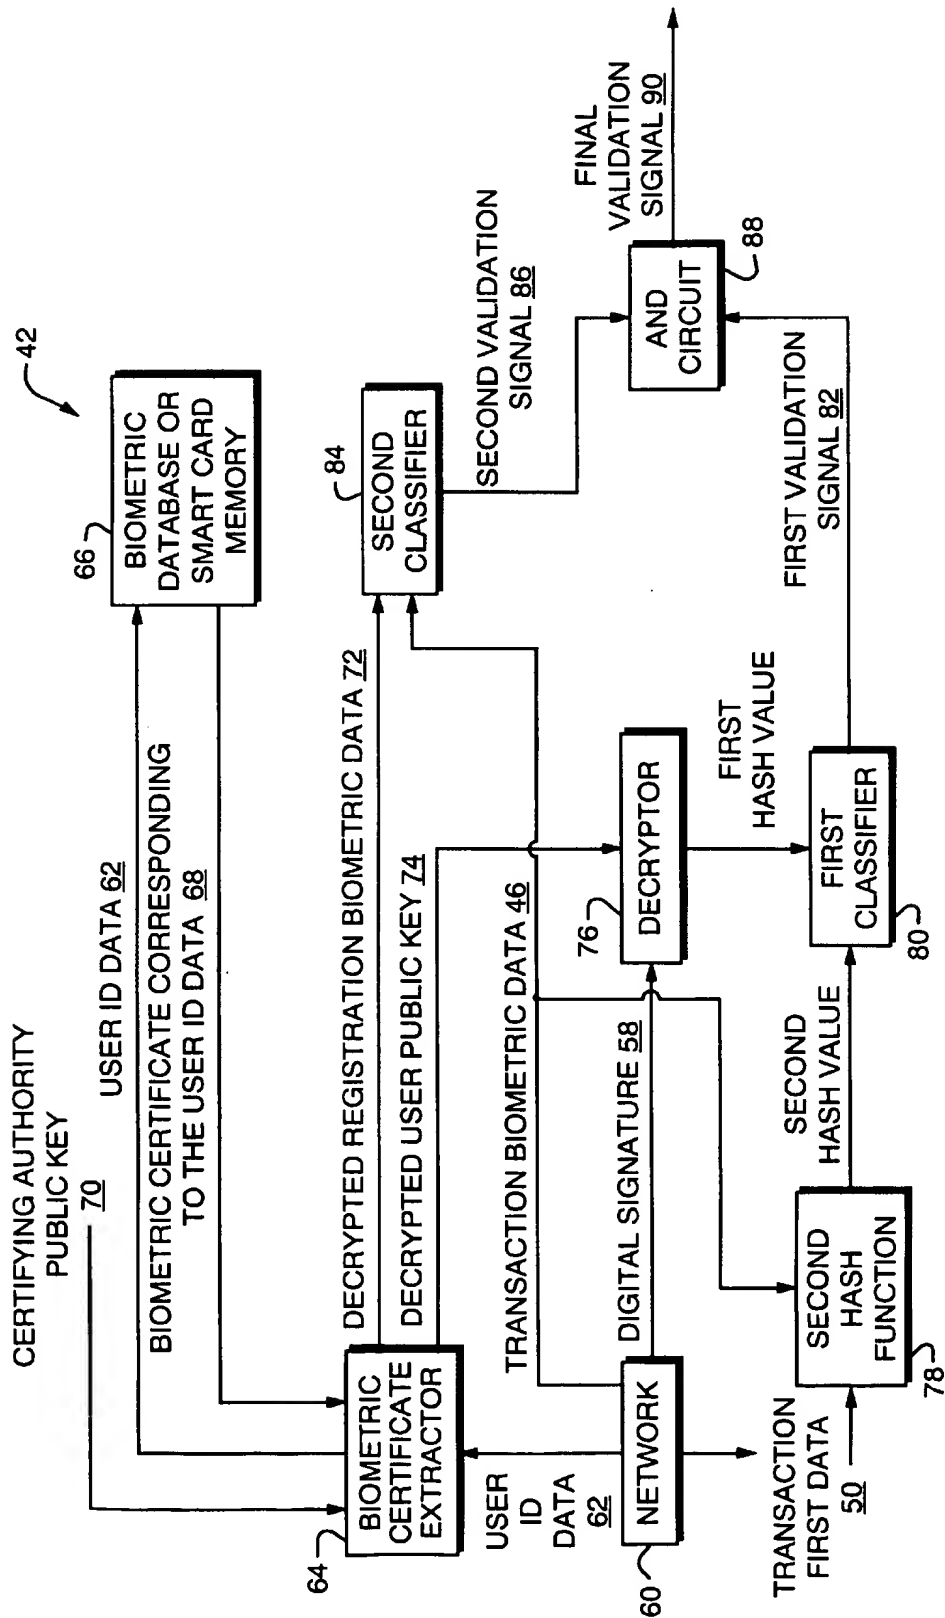 CERTIFYING AUTHORITY
PUBLIC KEY
70
42
USER ID DATA 62
66
BIOMETRIC
DATABASE OR
SMART CARD
MEMORY
BIOMETRIC CERTIFICATE CORRESPONDING
TO THE USER ID DATA 68
64
BIOMETRIC
CERTIFICATE
EXTRACTOR
DECRYPTED REGISTRATION BIOMETRIC DATA 72
DECRYPTED USER PUBLIC KEY 74
84
SECOND
CLASSIFIER
SECOND VALIDATION
SIGNAL 86
USER
ID
DATA
62
TRANSACTION BIOMETRIC DATA 46
60
NETWORK
DIGITAL SIGNATURE 58
76
DECRYPTOR
AND
CIRCUIT
88
FINAL
VALIDATION
SIGNAL 90
FIRST
HASH VALUE
TRANSACTION
FIRST DATA
50
SECOND
HASH
FUNCTION
78
SECOND
HASH VALUE
FIRST
CLASSIFIER
80
FIRST VALIDATION
SIGNAL 82